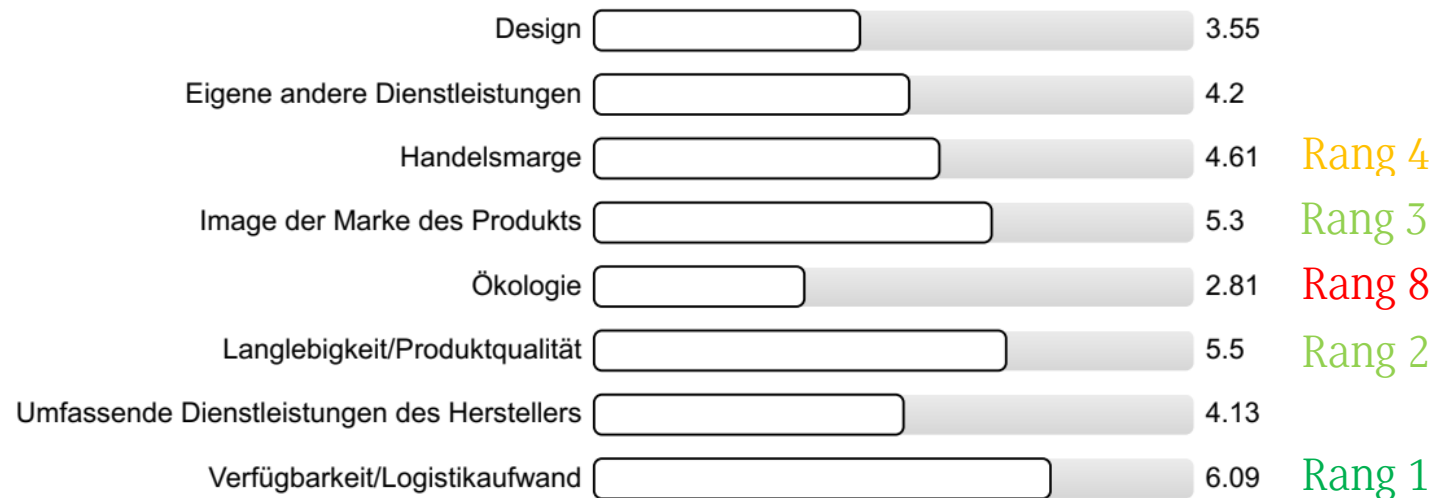 Design 3.55
Eigene andere Dienstleistungen 4.2
Handelsmarge 4.61 Rang 4
Image der Marke des Produkts 5.3 Rang 3
Ökologie 2.81 Rang 8
Langlebigkeit/Produktqualität 5.5 Rang 2
Umfassende Dienstleistungen des Herstellers 4.13
Verfügbarkeit/Logistikaufwand 6.09 Rang 1